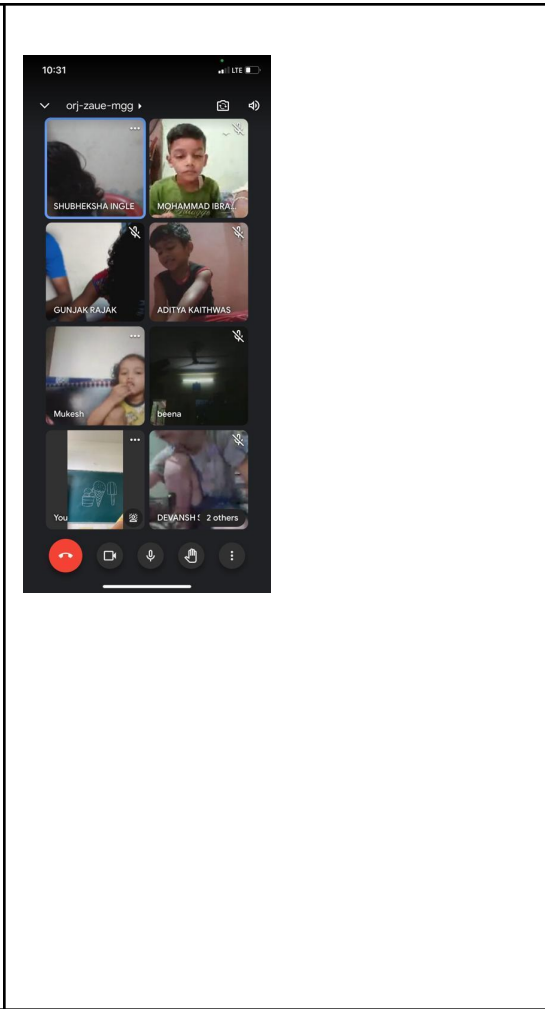 10:31
LTE
orj-zaue-mgg
SHUBHEKSHA INGLE
MOHAMMAD IBRA...
GUNJAK RAJAK
ADITYA KAITHWAS
Mukesh
beena
You
DEVANSH
2 others